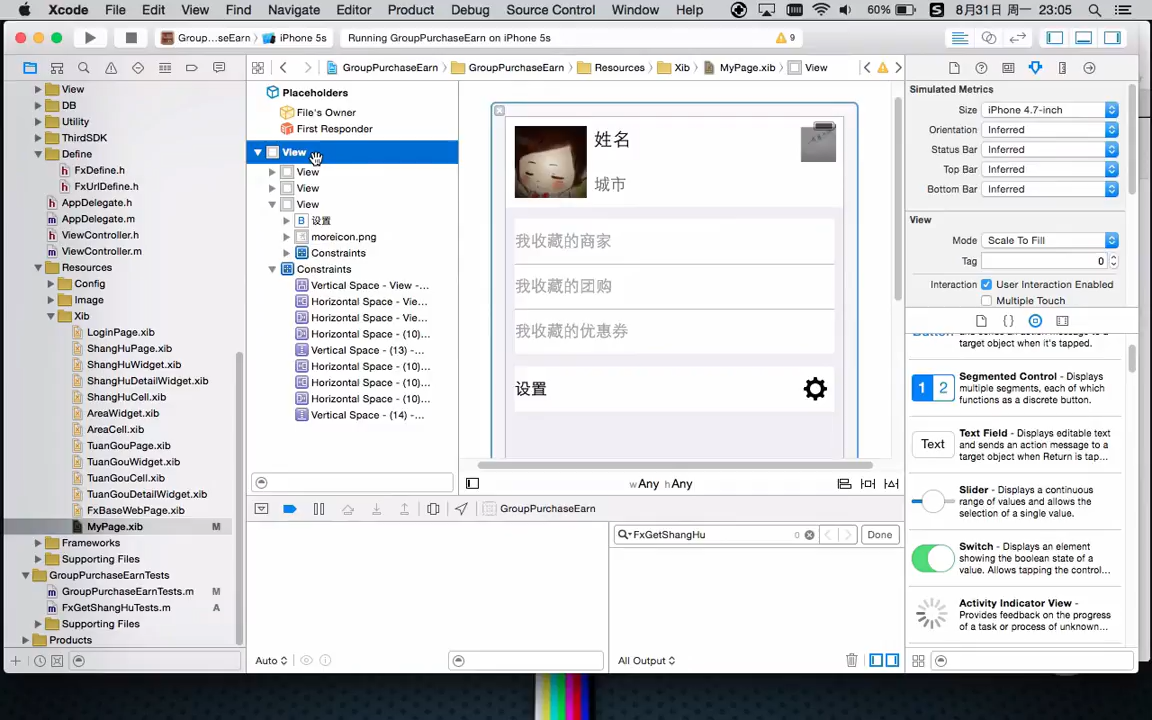 Xcode File Edit View Find Navigate Editor Product Debug Source Control Window Help 60% S 8月31日 周一 23:05
Group...seEarn iPhone 5s Running GroupPurchaseEarn on iPhone 5s 9
GroupPurchaseEarn GroupPurchaseEarn Resources Xib MyPage.xib View
View
DB
Utility
ThirdSDK
Define
FxDefine.h
FxUrlDefine.h
AppDelegate.h
AppDelegate.m
ViewController.h
ViewController.m
Resources
Config
Image
Xib
LoginPage.xib
ShangHuPage.xib
ShangHuWidget.xib
ShangHuDetailWidget.xib
ShangHuCell.xib
AreaWidget.xib
AreaCell.xib
TuanGouPage.xib
TuanGouWidget.xib
TuanGouCell.xib
TuanGouDetailWidget.xib
FxBaseWebPage.xib
MyPage.xib M
Frameworks
Supporting Files
GroupPurchaseEarnTests
GroupPurchaseEarnTests.m M
FxGetShangHuTests.m A
Supporting Files
Products
Placeholders
File's Owner
First Responder
View
View
View
View
B 设置
moreicon.png
Constraints
Constraints
Vertical Space - View -...
Horizontal Space - Vie...
Horizontal Space - Vie...
Horizontal Space - (10)...
Vertical Space - (13) -...
Horizontal Space - (10)...
Horizontal Space - (10)...
Horizontal Space - (10)...
Vertical Space - (14) -...
姓名
城市
我收藏的商家
我收藏的团购
我收藏的优惠券
设置
wAny hAny
GroupPurchaseEarn
FxGetShangHu 0 Done
Auto
All Output
Simulated Metrics
Size iPhone 4.7-inch
Orientation Inferred
Status Bar Inferred
Top Bar Inferred
Bottom Bar Inferred
View
Mode Scale To Fill
Tag 0
Interaction User Interaction Enabled
Multiple Touch
target object when it's tapped.
1 2 Segmented Control - Displays
multiple segments, each of which
functions as a discrete button.
Text Text Field - Displays editable text
and sends an action message to a
target object when Return is tap...
Slider - Displays a continuous
range of values and allows the
selection of a single value.
Switch - Displays an element
showing the boolean state of a
value. Allows tapping the control...
Activity Indicator View -
Provides feedback on the progress
of a task or process of unknown...